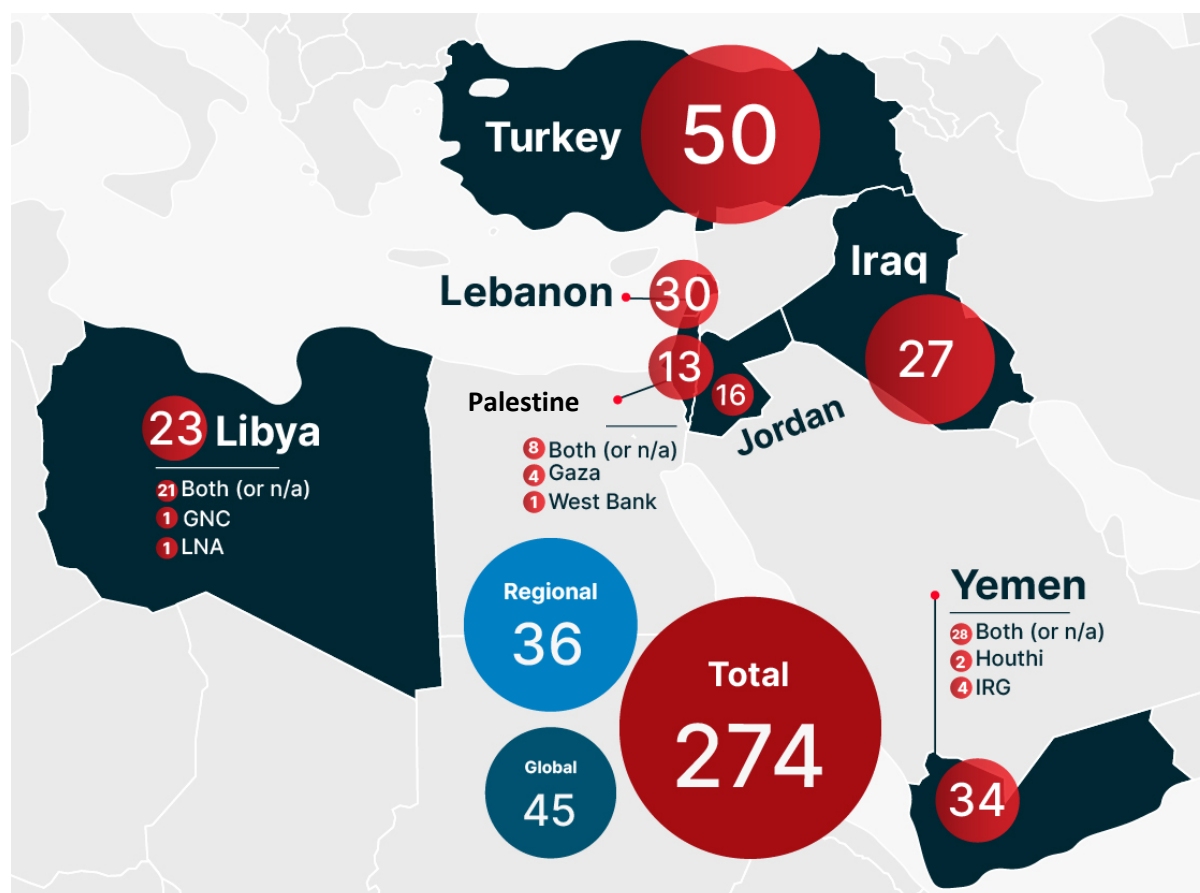 Turkey
50
Iraq
27
Lebanon
30
13
Palestine
8 Both (or n/a)
4 Gaza
1 West Bank
16
Jordan
23 Libya
21 Both (or n/a)
1 GNC
1 LNA
Regional
36
Global
45
Total
274
Yemen
28 Both (or n/a)
2 Houthi
4 IRG
34